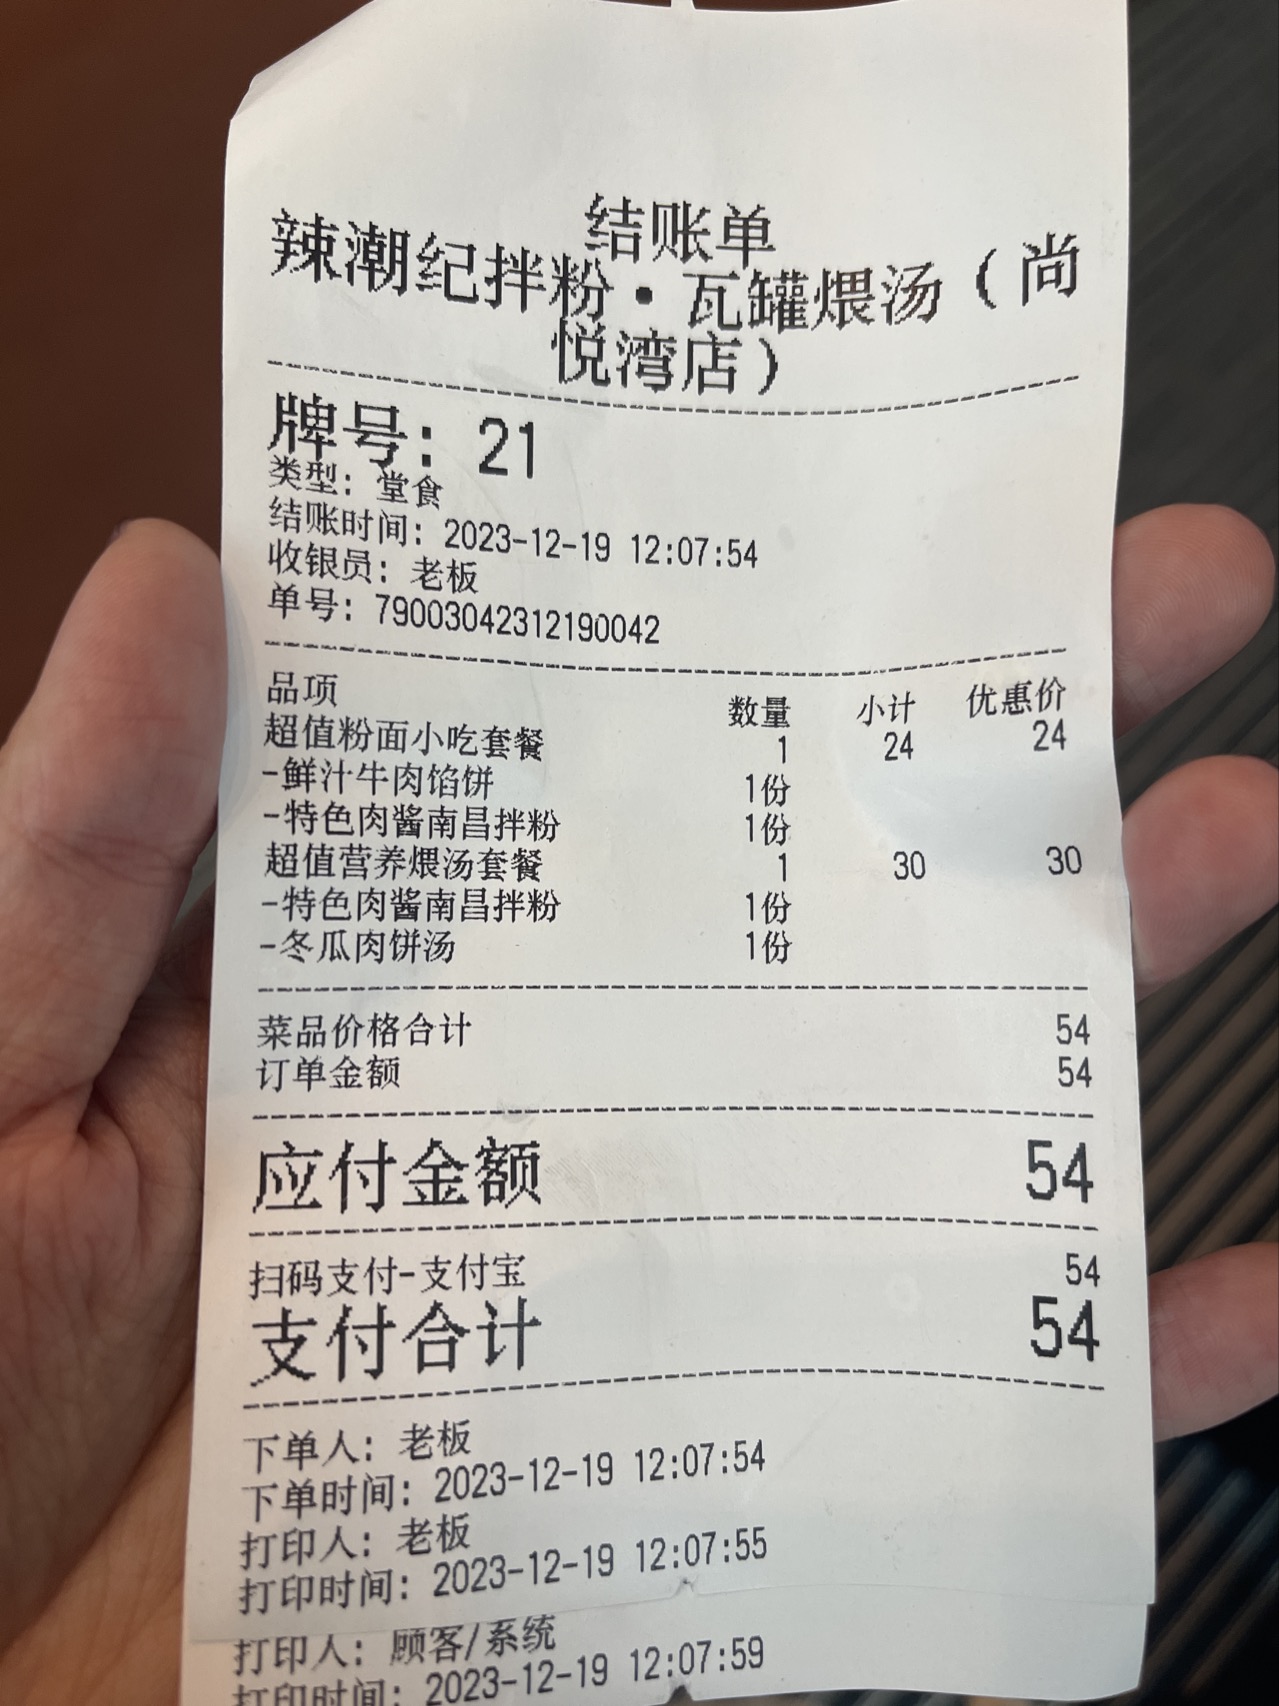 结账单
辣潮纪拌粉·瓦罐煨汤（尚
悦湾店）
牌号：21
类型：堂食
结账时间：2023-12-19 12:07:54
收银员：老板
单号：79003042312190042
品项 数量 小计 优惠价
超值粉面小吃套餐 1 24 24
-鲜汁牛肉馅饼 1份
-特色肉酱南昌拌粉 1份
超值营养煨汤套餐 1 30 30
-特色肉酱南昌拌粉 1份
-冬瓜肉饼汤 1份
菜品价格合计 54
订单金额 54
应付金额 54
扫码支付-支付宝 54
支付合计 54
下单人：老板
下单时间：2023-12-19 12:07:54
打印人：老板
打印时间：2023-12-19 12:07:55
打印人：顾客/系统
打印时间：2023-12-19 12:07:59